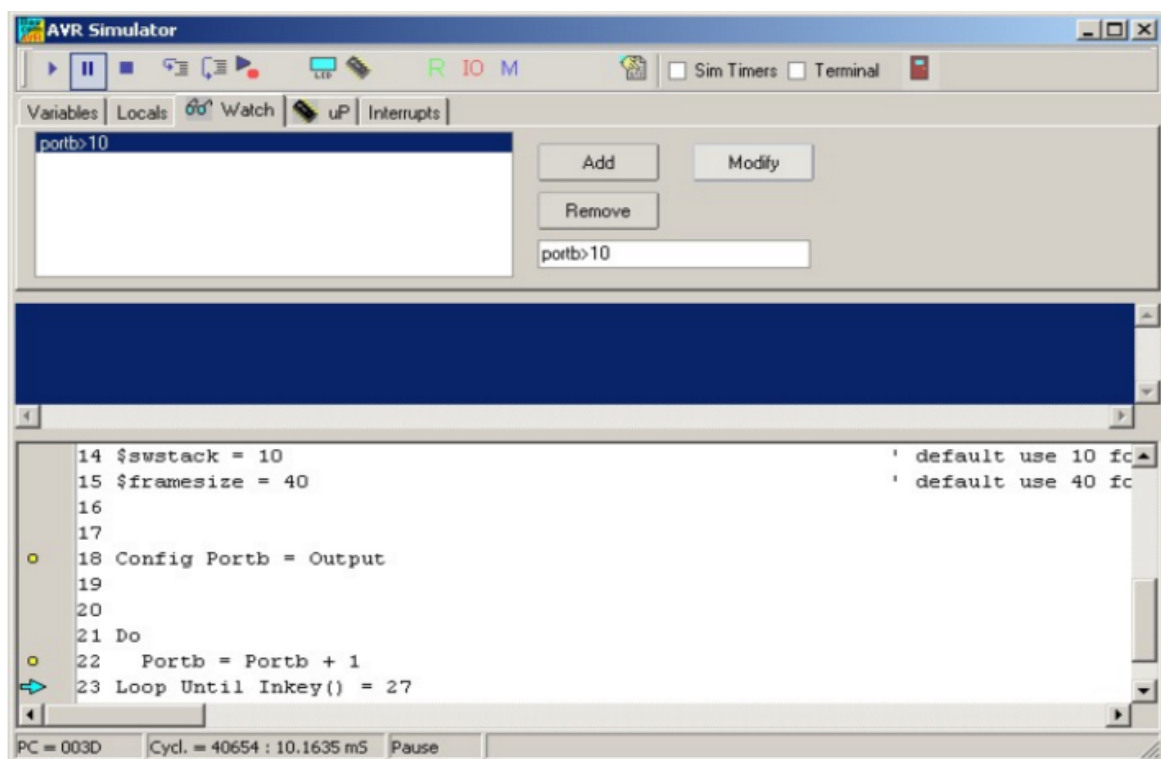 AVR Simulator
LCD R IO M Sim Timers Terminal
Variables Locals Watch uP Interrupts
portb>10
Add Modify
Remove
portb>10
14 $swstack = 10 ' default use 10 fo
15 $framesize = 40 ' default use 40 fo
16
17
18 Config Portb = Output
19
20
21 Do
22 Portb = Portb + 1
23 Loop Until Inkey() = 27
PC = 003D Cycl. = 40654 : 10.1635 mS Pause